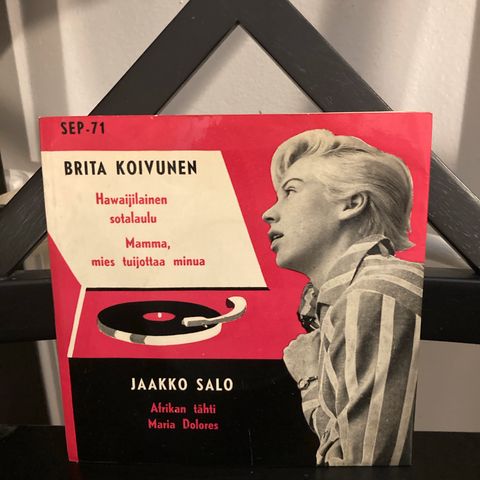 SEP-71
BRITA KOIVUNEN
Hawaijilainen
sotalaulu
Mamma,
mies tuijottaa minua
JAAKKO SALO
Afrikan tähti
Maria Dolores